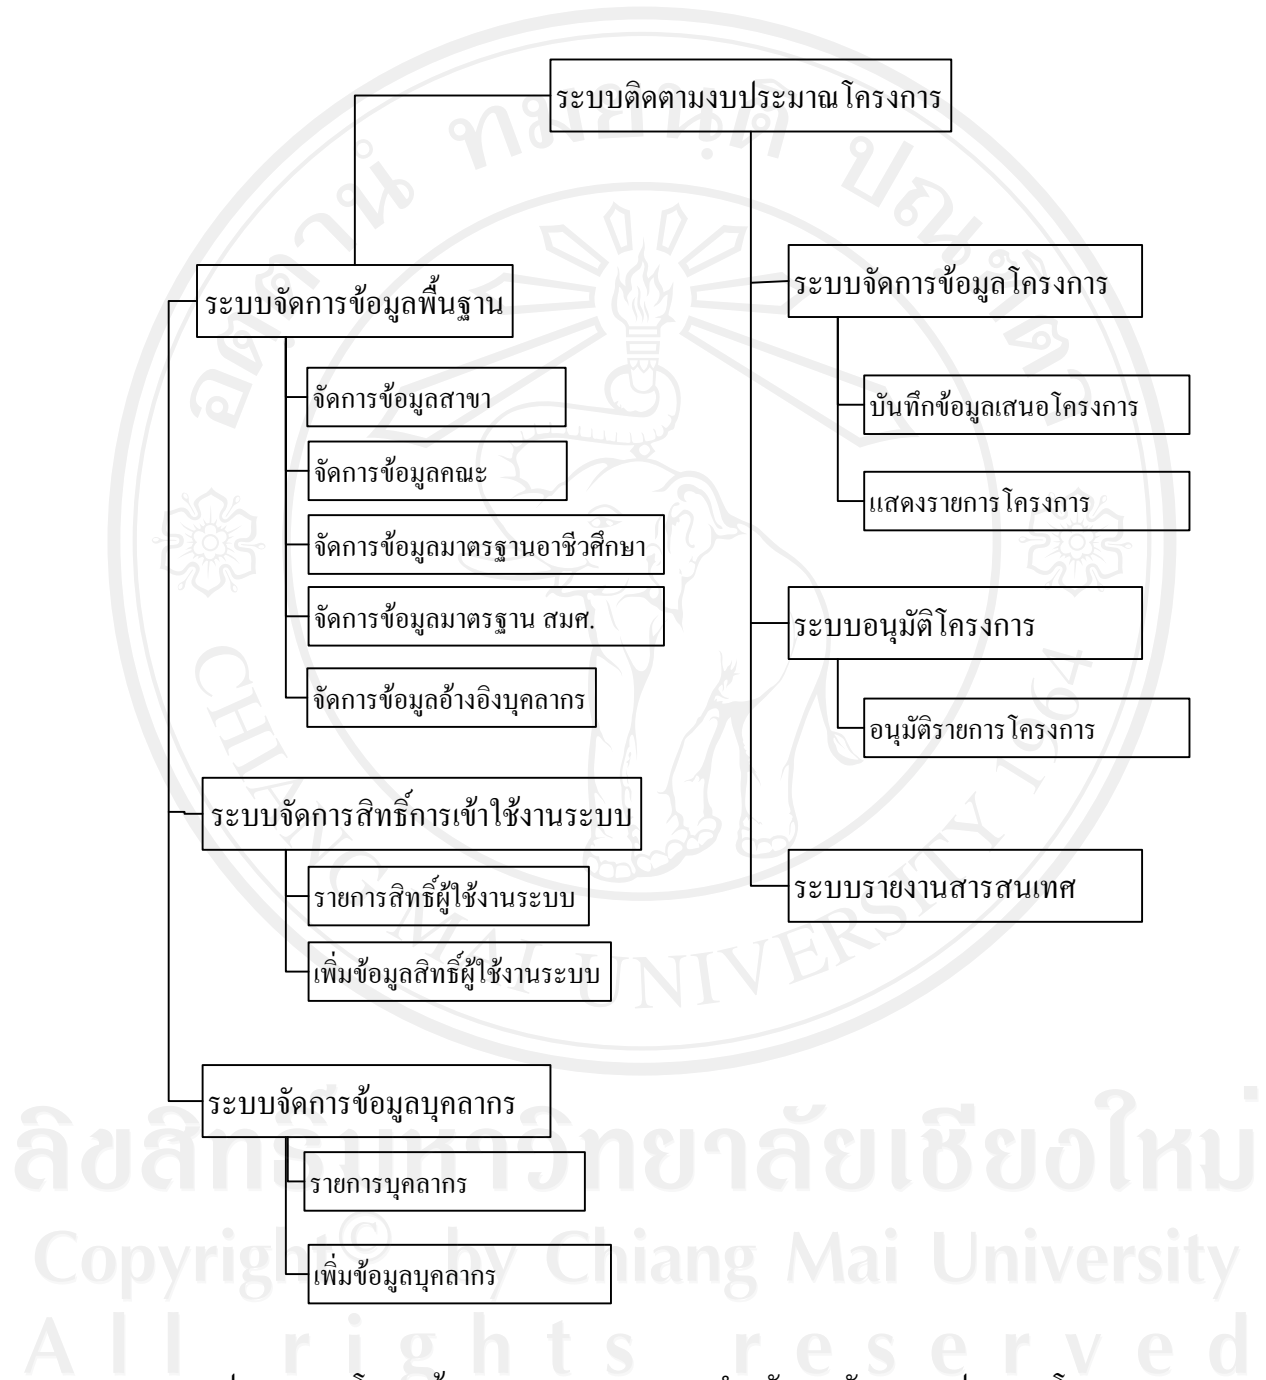 ระบบติดตามงบประมาณโครงการ
ระบบจัดการข้อมูลพื้นฐาน
จัดการข้อมูลสาขา
จัดการข้อมูลคณะ
จัดการข้อมูลมาตรฐานอาชีวศึกษา
จัดการข้อมูลมาตรฐาน สมศ.
จัดการข้อมูลอ้างอิงบุคลากร
ระบบจัดการสิทธิ์การเข้าใช้งานระบบ
รายการสิทธิ์ผู้ใช้งานระบบ
เพิ่มข้อมูลสิทธิ์ผู้ใช้งานระบบ
ระบบจัดการข้อมูลบุคลากร
รายการบุคลากร
เพิ่มข้อมูลบุคลากร
ระบบจัดการข้อมูลโครงการ
บันทึกข้อมูลเสนอโครงการ
แสดงรายการโครงการ
ระบบอนุมัติโครงการ
อนุมัติรายการโครงการ
ระบบรายงานสารสนเทศ
อตฺตานํ ทมยนฺติ ปณฺฑิตา
CHIANG MAI UNIVERSITY 1964
ลิขสิทธิ์มหาวิทยาลัยเชียงใหม่
Copyright© by Chiang Mai University
All rights reserved